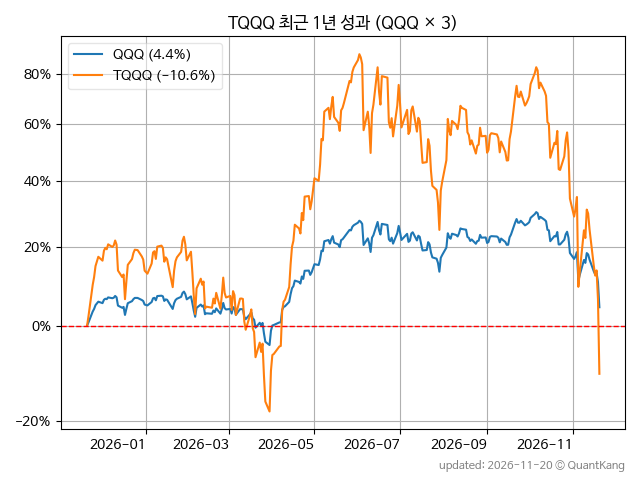 TQQQ 최근 1년 성과 (QQQ × 3)
QQQ (4.4%)
TQQQ (−10.6%)
80%
60%
40%
20%
0%
−20%
2026-01 2026-03 2026-05 2026-07 2026-09 2026-11
updated: 2026-11-20 © QuantKang